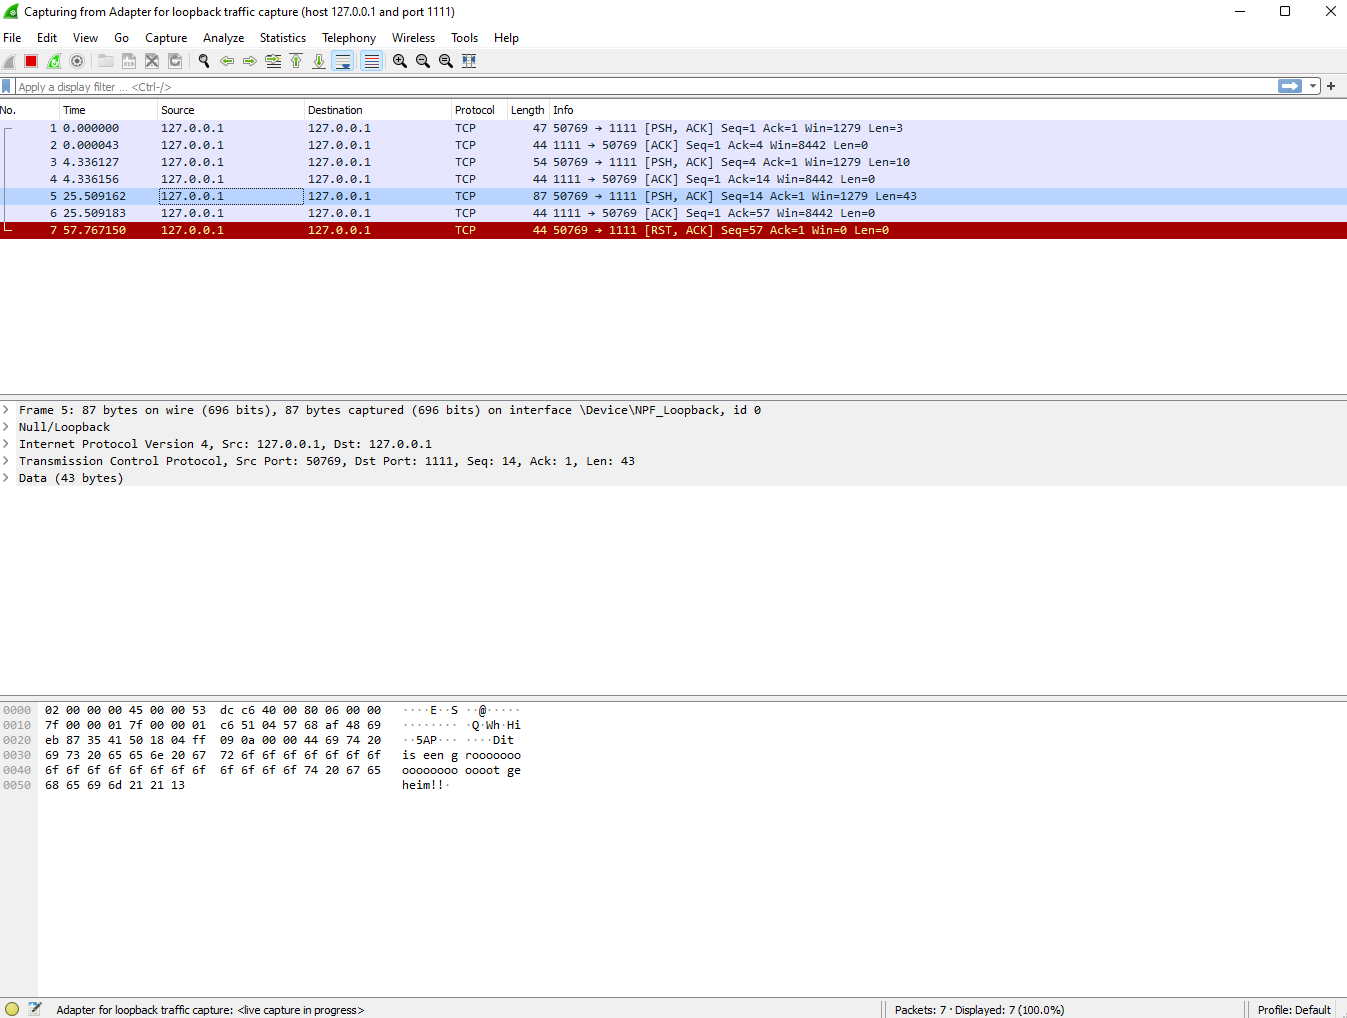 Capturing from Adapter for loopback traffic capture (host 127.0.0.1 and port 1111)
File Edit View Go Capture Analyze Statistics Telephony Wireless Tools Help
Apply a display filter ... <Ctrl-/>
No. Time Source Destination Protocol Length Info
1 0.000000 127.0.0.1 127.0.0.1 TCP 47 50769 → 1111 [PSH, ACK] Seq=1 Ack=1 Win=1279 Len=3
2 0.000043 127.0.0.1 127.0.0.1 TCP 44 1111 → 50769 [ACK] Seq=1 Ack=4 Win=8442 Len=0
3 4.336127 127.0.0.1 127.0.0.1 TCP 54 50769 → 1111 [PSH, ACK] Seq=4 Ack=1 Win=1279 Len=10
4 4.336156 127.0.0.1 127.0.0.1 TCP 44 1111 → 50769 [ACK] Seq=1 Ack=14 Win=8442 Len=0
5 25.509162 127.0.0.1 127.0.0.1 TCP 87 50769 → 1111 [PSH, ACK] Seq=14 Ack=1 Win=1279 Len=43
6 25.509183 127.0.0.1 127.0.0.1 TCP 44 1111 → 50769 [ACK] Seq=1 Ack=57 Win=8442 Len=0
7 57.767150 127.0.0.1 127.0.0.1 TCP 44 50769 → 1111 [RST, ACK] Seq=57 Ack=1 Win=0 Len=0
Frame 5: 87 bytes on wire (696 bits), 87 bytes captured (696 bits) on interface \Device\NPF_Loopback, id 0
Null/Loopback
Internet Protocol Version 4, Src: 127.0.0.1, Dst: 127.0.0.1
Transmission Control Protocol, Src Port: 50769, Dst Port: 1111, Seq: 14, Ack: 1, Len: 43
Data (43 bytes)
0000 02 00 00 00 45 00 00 53 dc c6 40 00 80 06 00 00 ····E··S ··@·····
0010 7f 00 00 01 7f 00 00 01 c6 51 04 57 68 af 48 69 ········ ·Q·Wh·Hi
0020 eb 87 35 41 50 18 04 ff 09 0a 00 00 44 69 74 20 ··5AP··· ····Dit
0030 69 73 20 65 65 6e 20 67 72 6f 6f 6f 6f 6f 6f 6f is een g rooooooo
0040 6f 6f 6f 6f 6f 6f 6f 6f 6f 6f 6f 6f 74 20 67 65 oooooooo oooot ge
0050 68 65 69 6d 21 21 13 heim!!·
Adapter for loopback traffic capture: <live capture in progress> Packets: 7 · Displayed: 7 (100.0%) Profile: Default